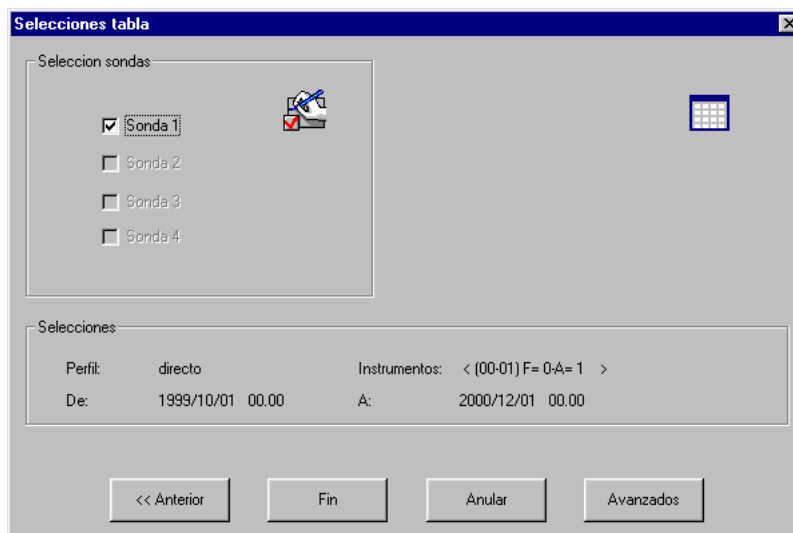 Selecciones tabla
Seleccion sondas
Sonda 1
Sonda 2
Sonda 3
Sonda 4
Selecciones
Perfil: directo Instrumentos: < (00-01) F= 0-A= 1 >
De: 1999/10/01 00.00 A: 2000/12/01 00.00
<< Anterior Fin Anular Avanzados